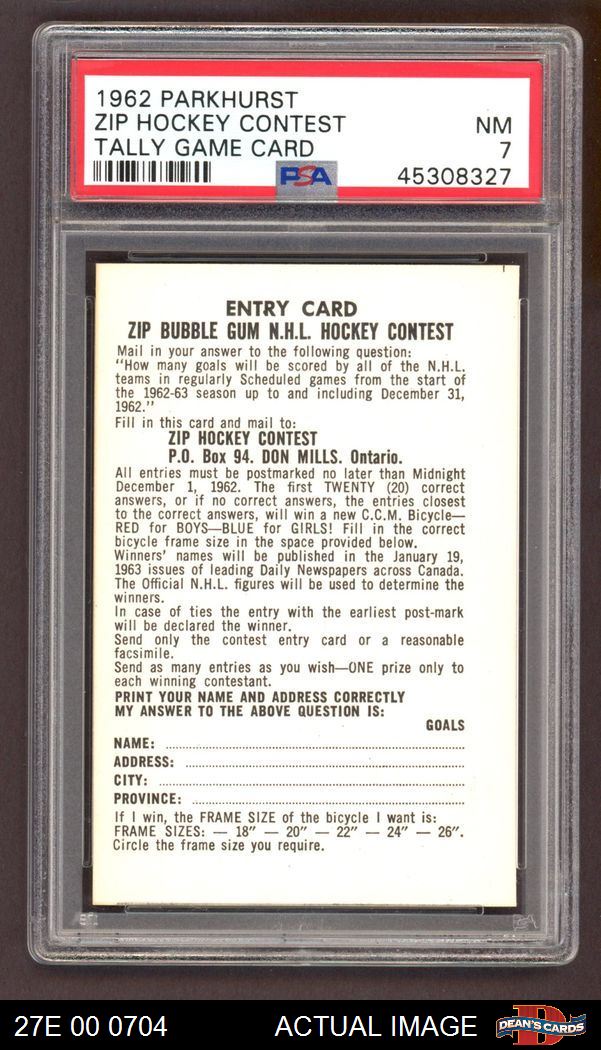 1962 PARKHURST
ZIP HOCKEY CONTEST NM
TALLY GAME CARD 7
PSA 45308327
ENTRY CARD
ZIP BUBBLE GUM N.H.L. HOCKEY CONTEST
Mail in your answer to the following question:
"How many goals will be scored by all of the N.H.L.
teams in regularly Scheduled games from the start of
the 1962-63 season up to and including December 31,
1962."
Fill in this card and mail to:
ZIP HOCKEY CONTEST
P.O. Box 94. DON MILLS. Ontario.
All entries must be postmarked no later than Midnight
December 1, 1962. The first TWENTY (20) correct
answers, or if no correct answers, the entries closest
to the correct answers, will win a new C.C.M. Bicycle—
RED for BOYS—BLUE for GIRLS! Fill in the correct
bicycle frame size in the space provided below.
Winners' names will be published in the January 19,
1963 issues of leading Daily Newspapers across Canada.
The Official N.H.L. figures will be used to determine the
winners.
In case of ties the entry with the earliest post-mark
will be declared the winner.
Send only the contest entry card or a reasonable
facsimile.
Send as many entries as you wish—ONE prize only to
each winning contestant.
PRINT YOUR NAME AND ADDRESS CORRECTLY
MY ANSWER TO THE ABOVE QUESTION IS:
GOALS
NAME:
ADDRESS:
CITY:
PROVINCE:
If I win, the FRAME SIZE of the bicycle I want is:
FRAME SIZES: — 18" — 20" — 22" — 24" — 26".
Circle the frame size you require.
27E 00 0704 ACTUAL IMAGE DEAN'S CARDS